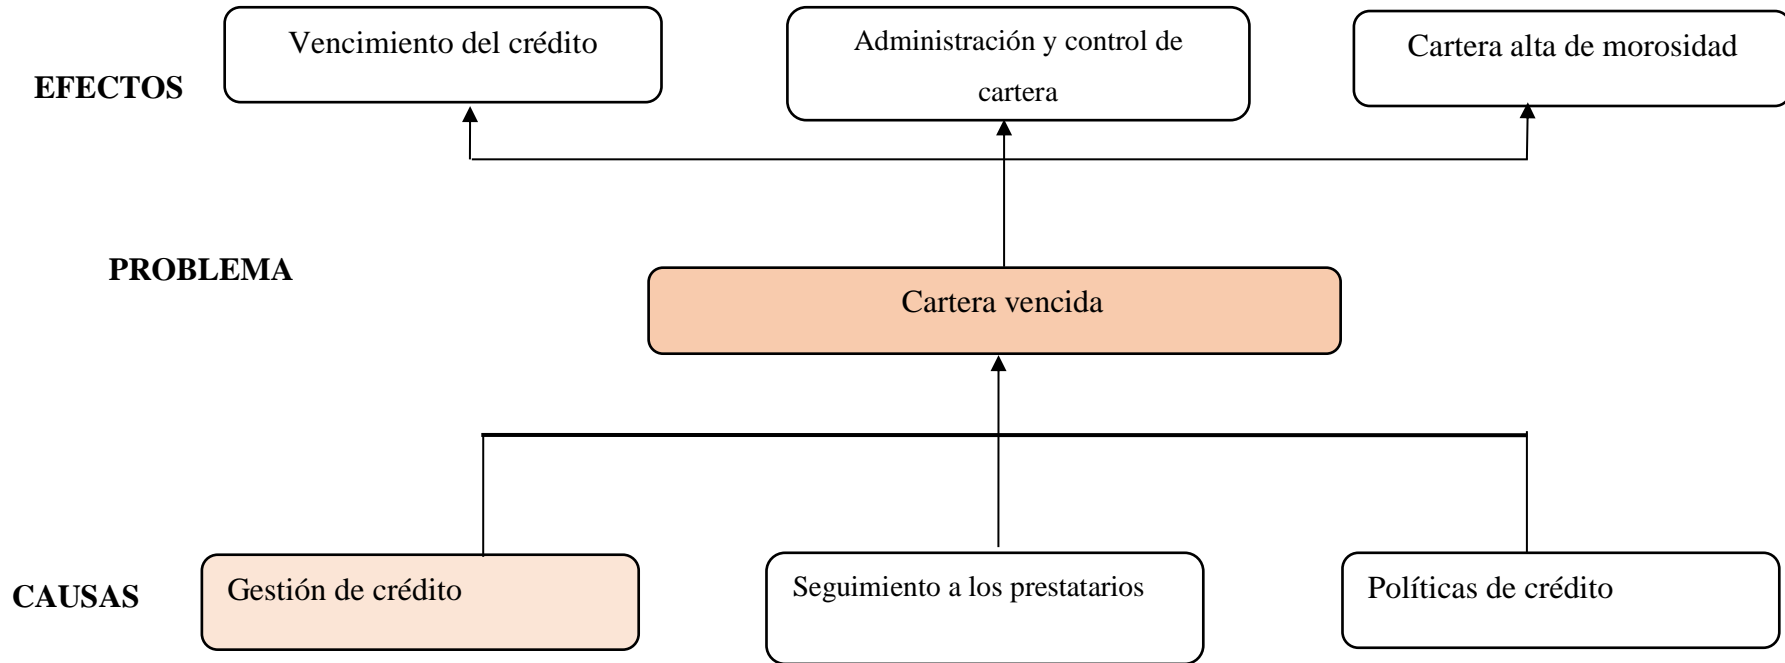 Vencimiento del crédito
Administración y control de
cartera
Cartera alta de morosidad
EFECTOS
PROBLEMA
Cartera vencida
CAUSAS
Gestión de crédito
Seguimiento a los prestatarios
Políticas de crédito